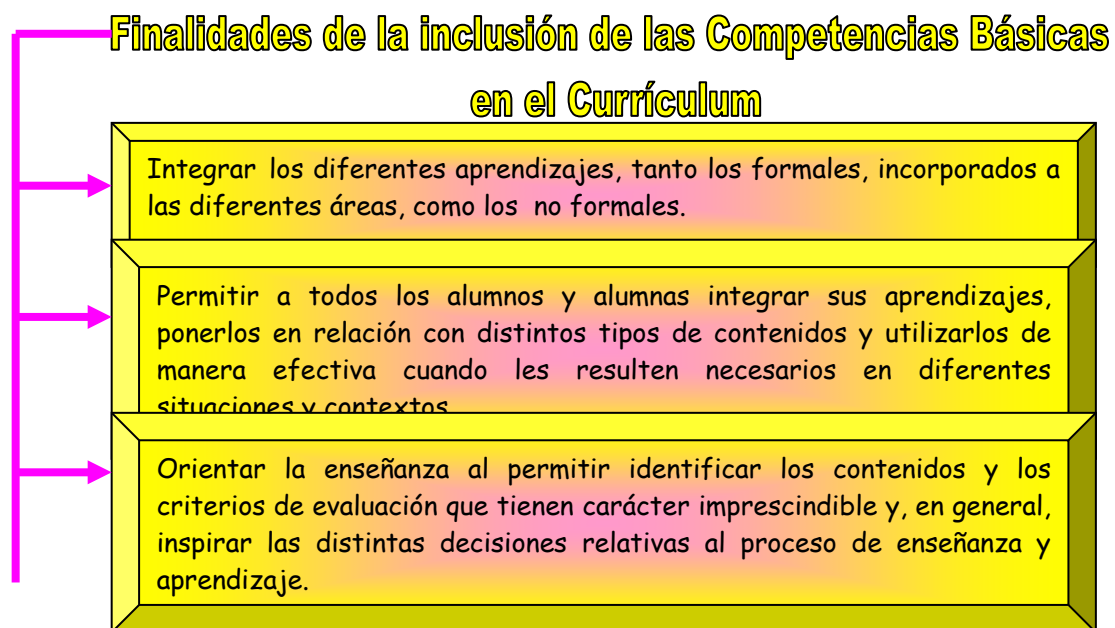 Finalidades de la inclusión de las Competencias Básicas
en el Currículum
Integrar los diferentes aprendizajes, tanto los formales, incorporados a
las diferentes áreas, como los no formales.
Permitir a todos los alumnos y alumnas integrar sus aprendizajes,
ponerlos en relación con distintos tipos de contenidos y utilizarlos de
manera efectiva cuando les resulten necesarios en diferentes
situaciones y contextos.
Orientar la enseñanza al permitir identificar los contenidos y los
criterios de evaluación que tienen carácter imprescindible y, en general,
inspirar las distintas decisiones relativas al proceso de enseñanza y
aprendizaje.